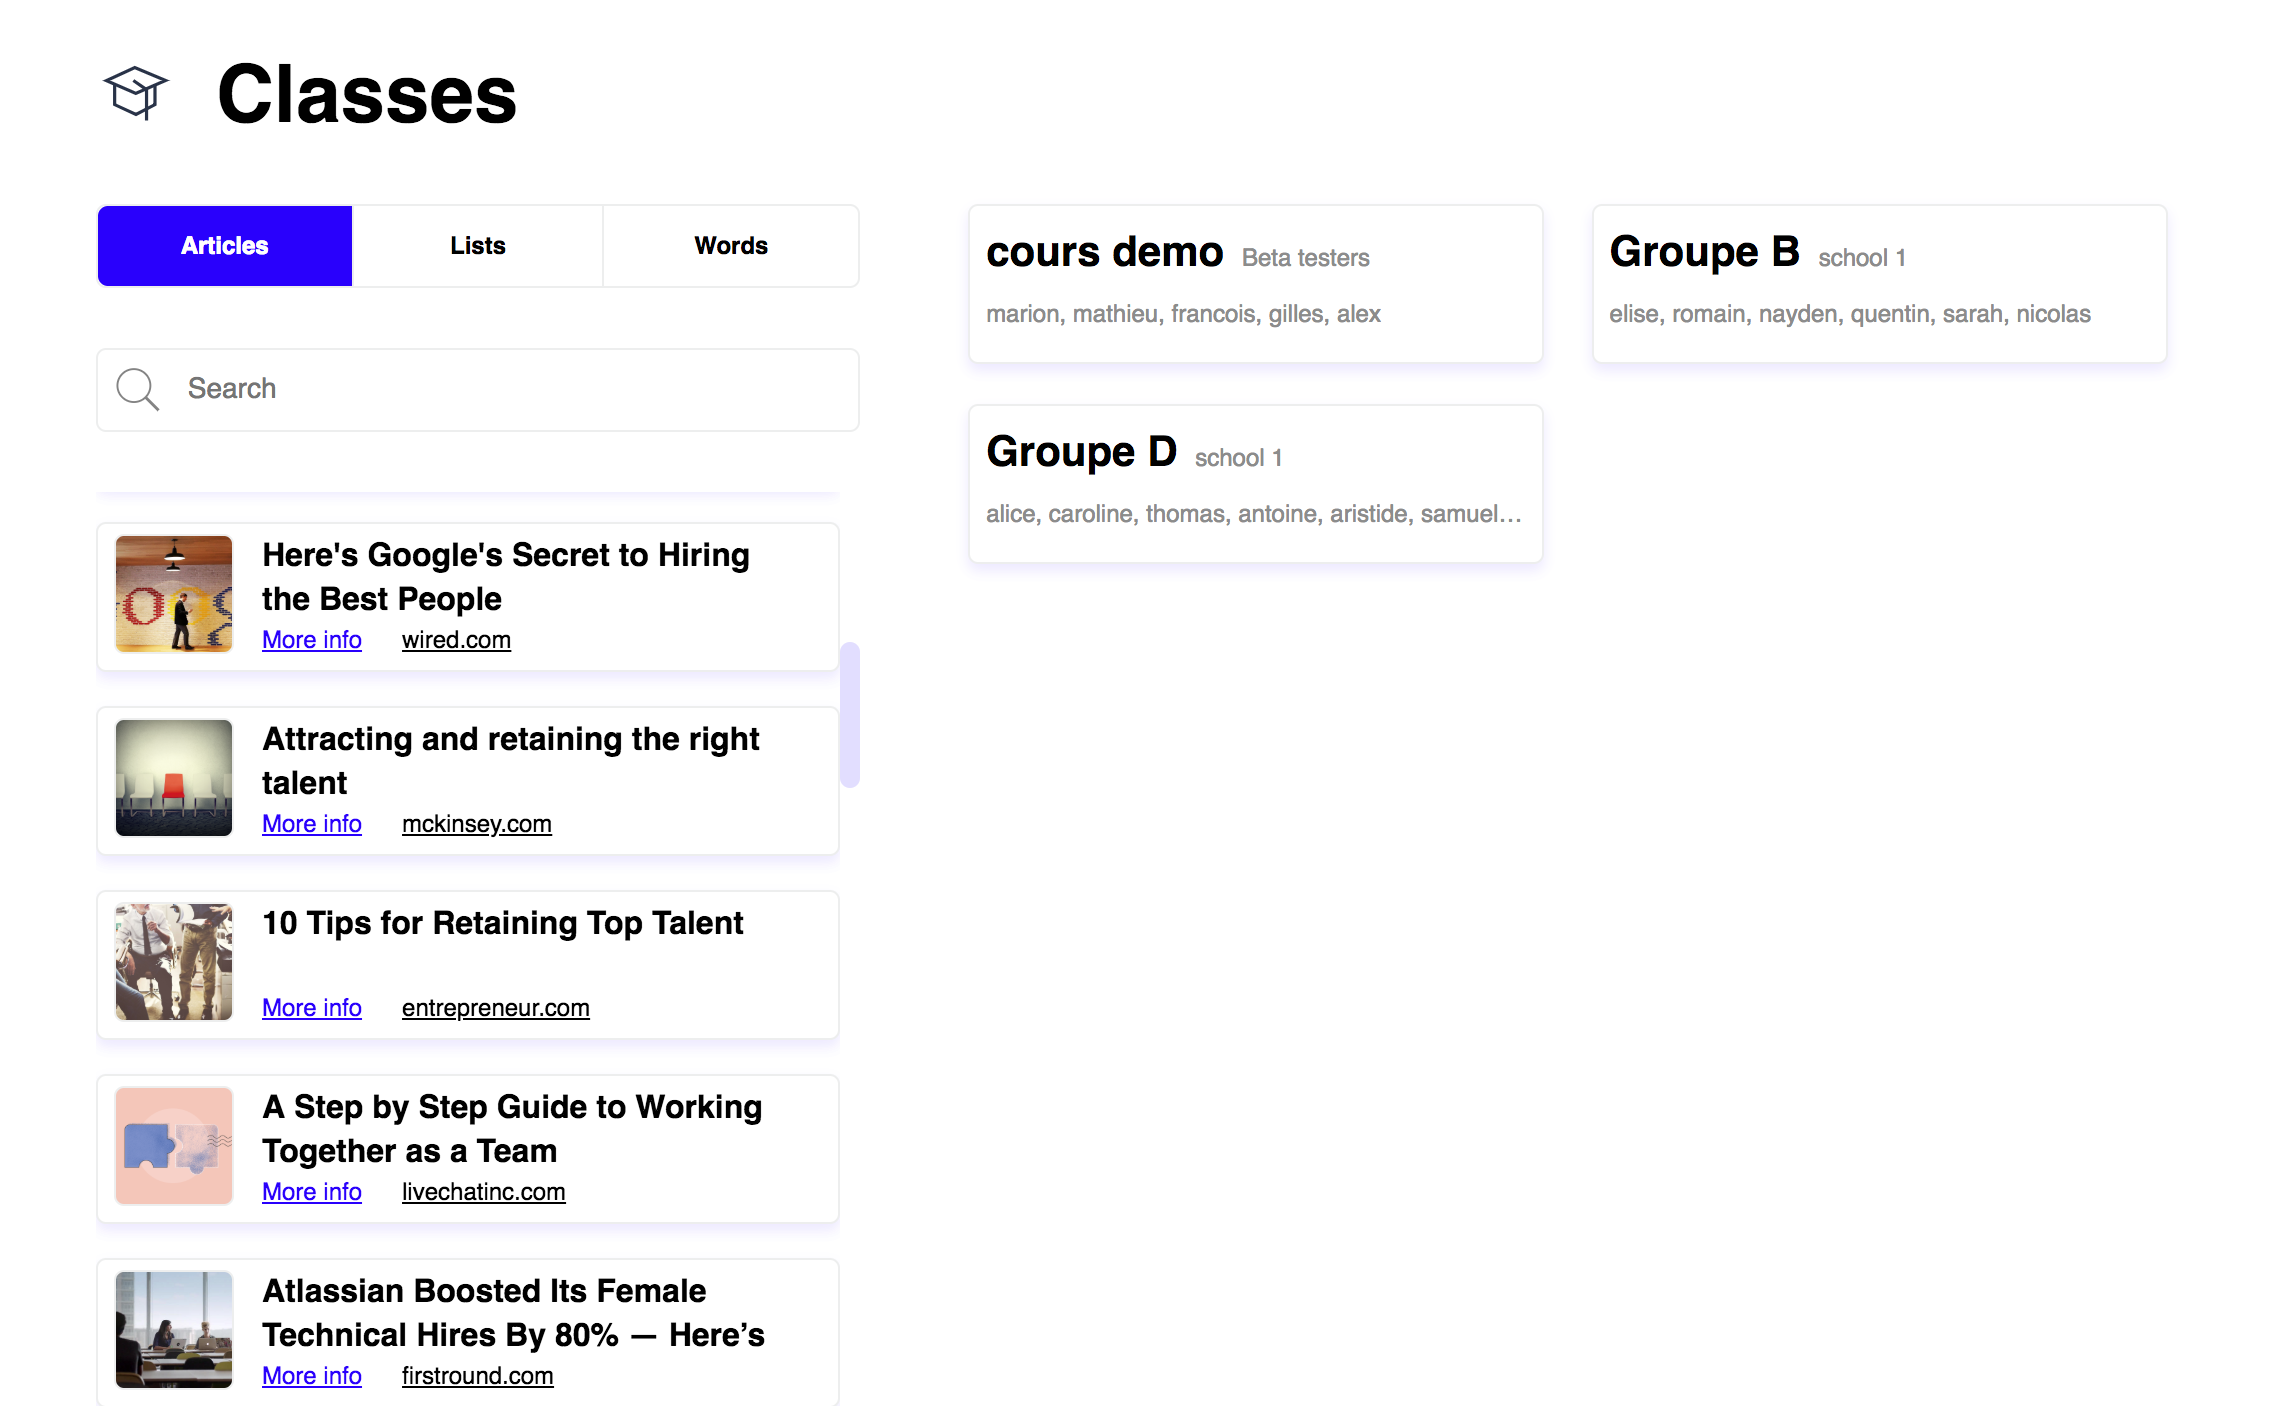 Classes
Articles
Lists
Words
Search
Here's Google's Secret to Hiring
the Best People
More info
wired.com
Attracting and retaining the right
talent
More info
mckinsey.com
10 Tips for Retaining Top Talent
More info
entrepreneur.com
A Step by Step Guide to Working
Together as a Team
More info
livechatinc.com
Atlassian Boosted Its Female
Technical Hires By 80% — Here’s
More info
firstround.com
cours demo Beta testers
marion, mathieu, francois, gilles, alex
Groupe B school 1
elise, romain, nayden, quentin, sarah, nicolas
Groupe D school 1
alice, caroline, thomas, antoine, aristide, samuel…